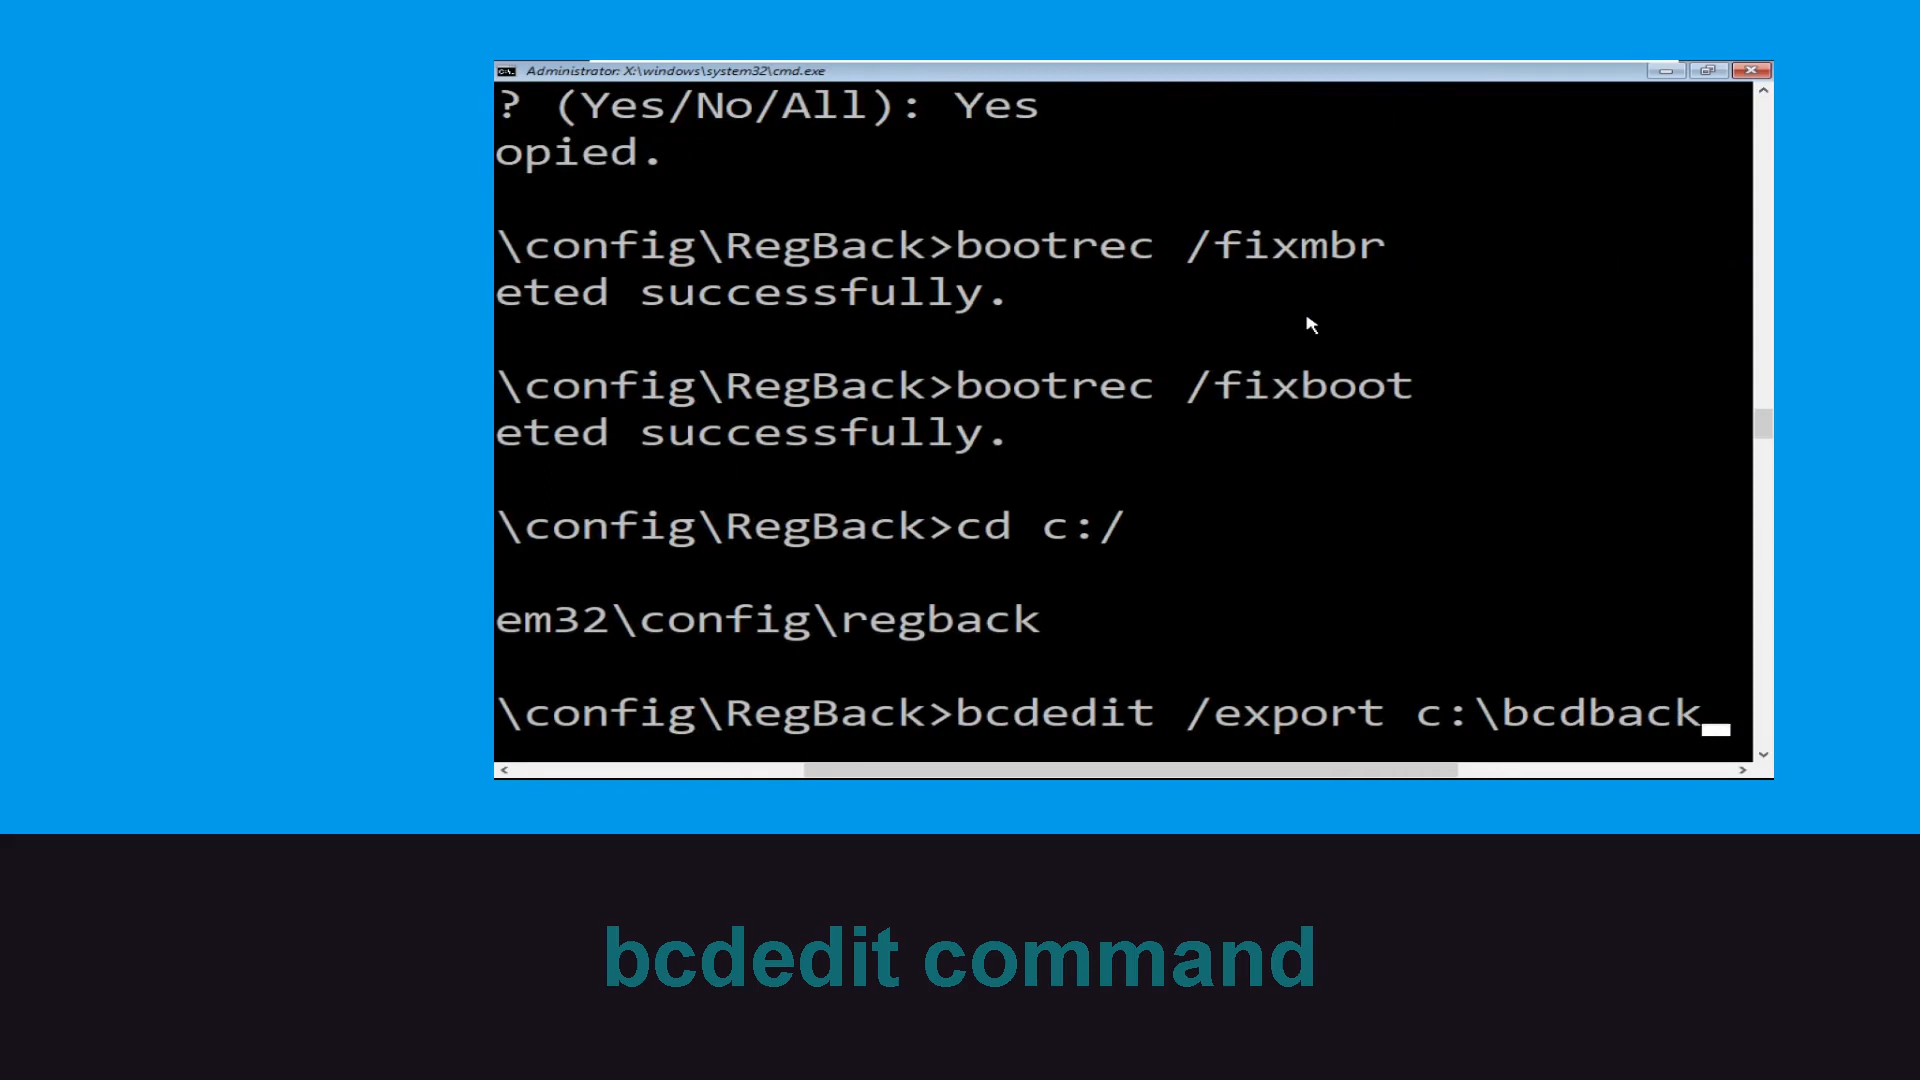 Administrator: X:\windows\system32\cmd.exe
? (Yes/No/All): Yes
opied.
\config\RegBack>bootrec /fixmbr
eted successfully.
\config\RegBack>bootrec /fixboot
eted successfully.
\config\RegBack>cd c:/
em32\config\regback
\config\RegBack>bcdedit /export c:\bcdback
bcdedit command